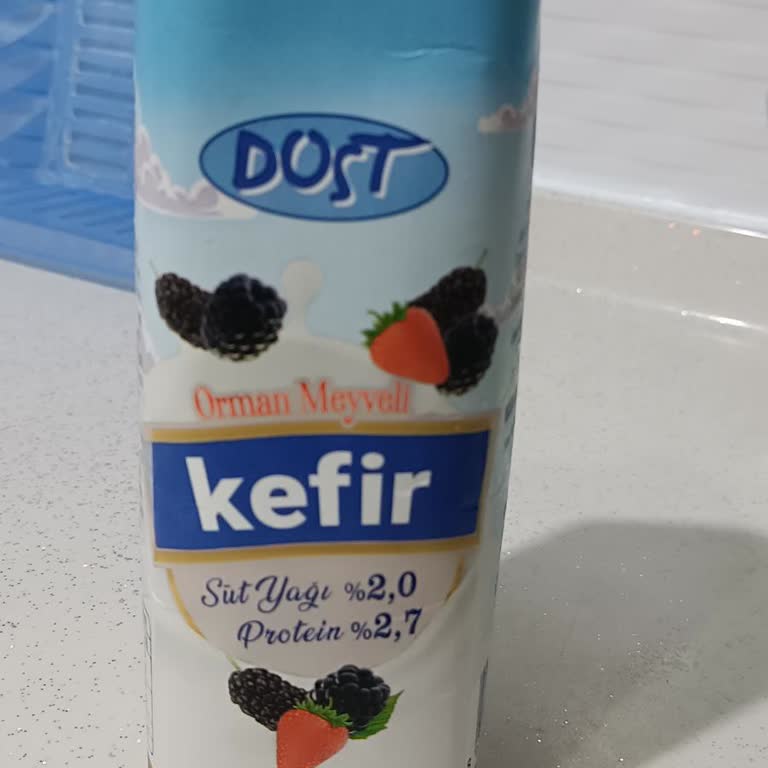 DOST
Orman Meyveli
kefir
Süt Yağı %2,0
Protein %2,7